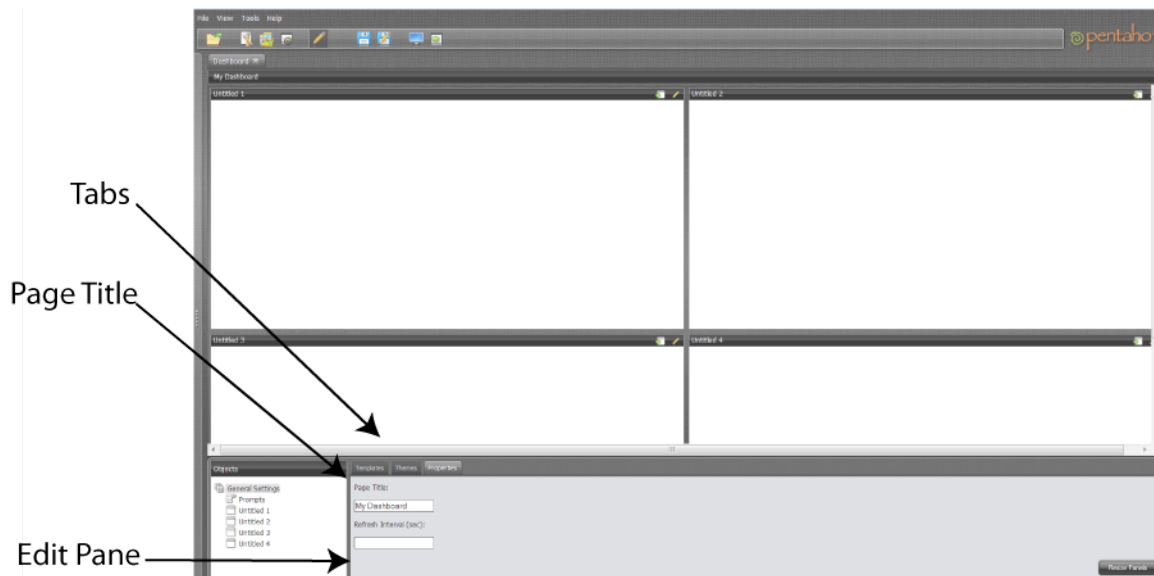 File View Tools Help
pentaho
Dashboard
My Dashboard
Untitled 1
Untitled 2
Tabs
Page Title
Untitled 3
Untitled 4
Objects
Templates Themes Properties
General Settings
Prompts
Untitled 1
Untitled 2
Untitled 3
Untitled 4
Page Title:
My Dashboard
Refresh Interval (sec):
Edit Pane
Resize Panels